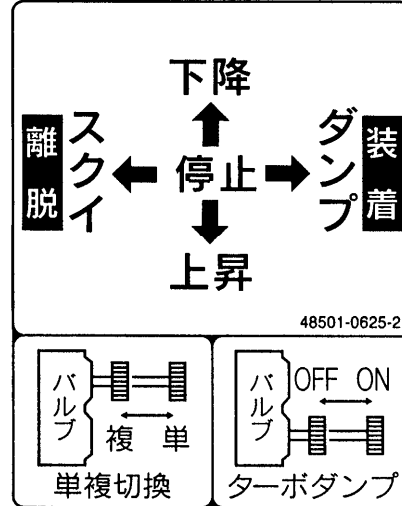 下降
離脱
スクイ
停止
ダンプ
装着
上昇
48501-0625-2
バルブ
複 単
単複切換
バルブ
OFF ON
ターボダンプ